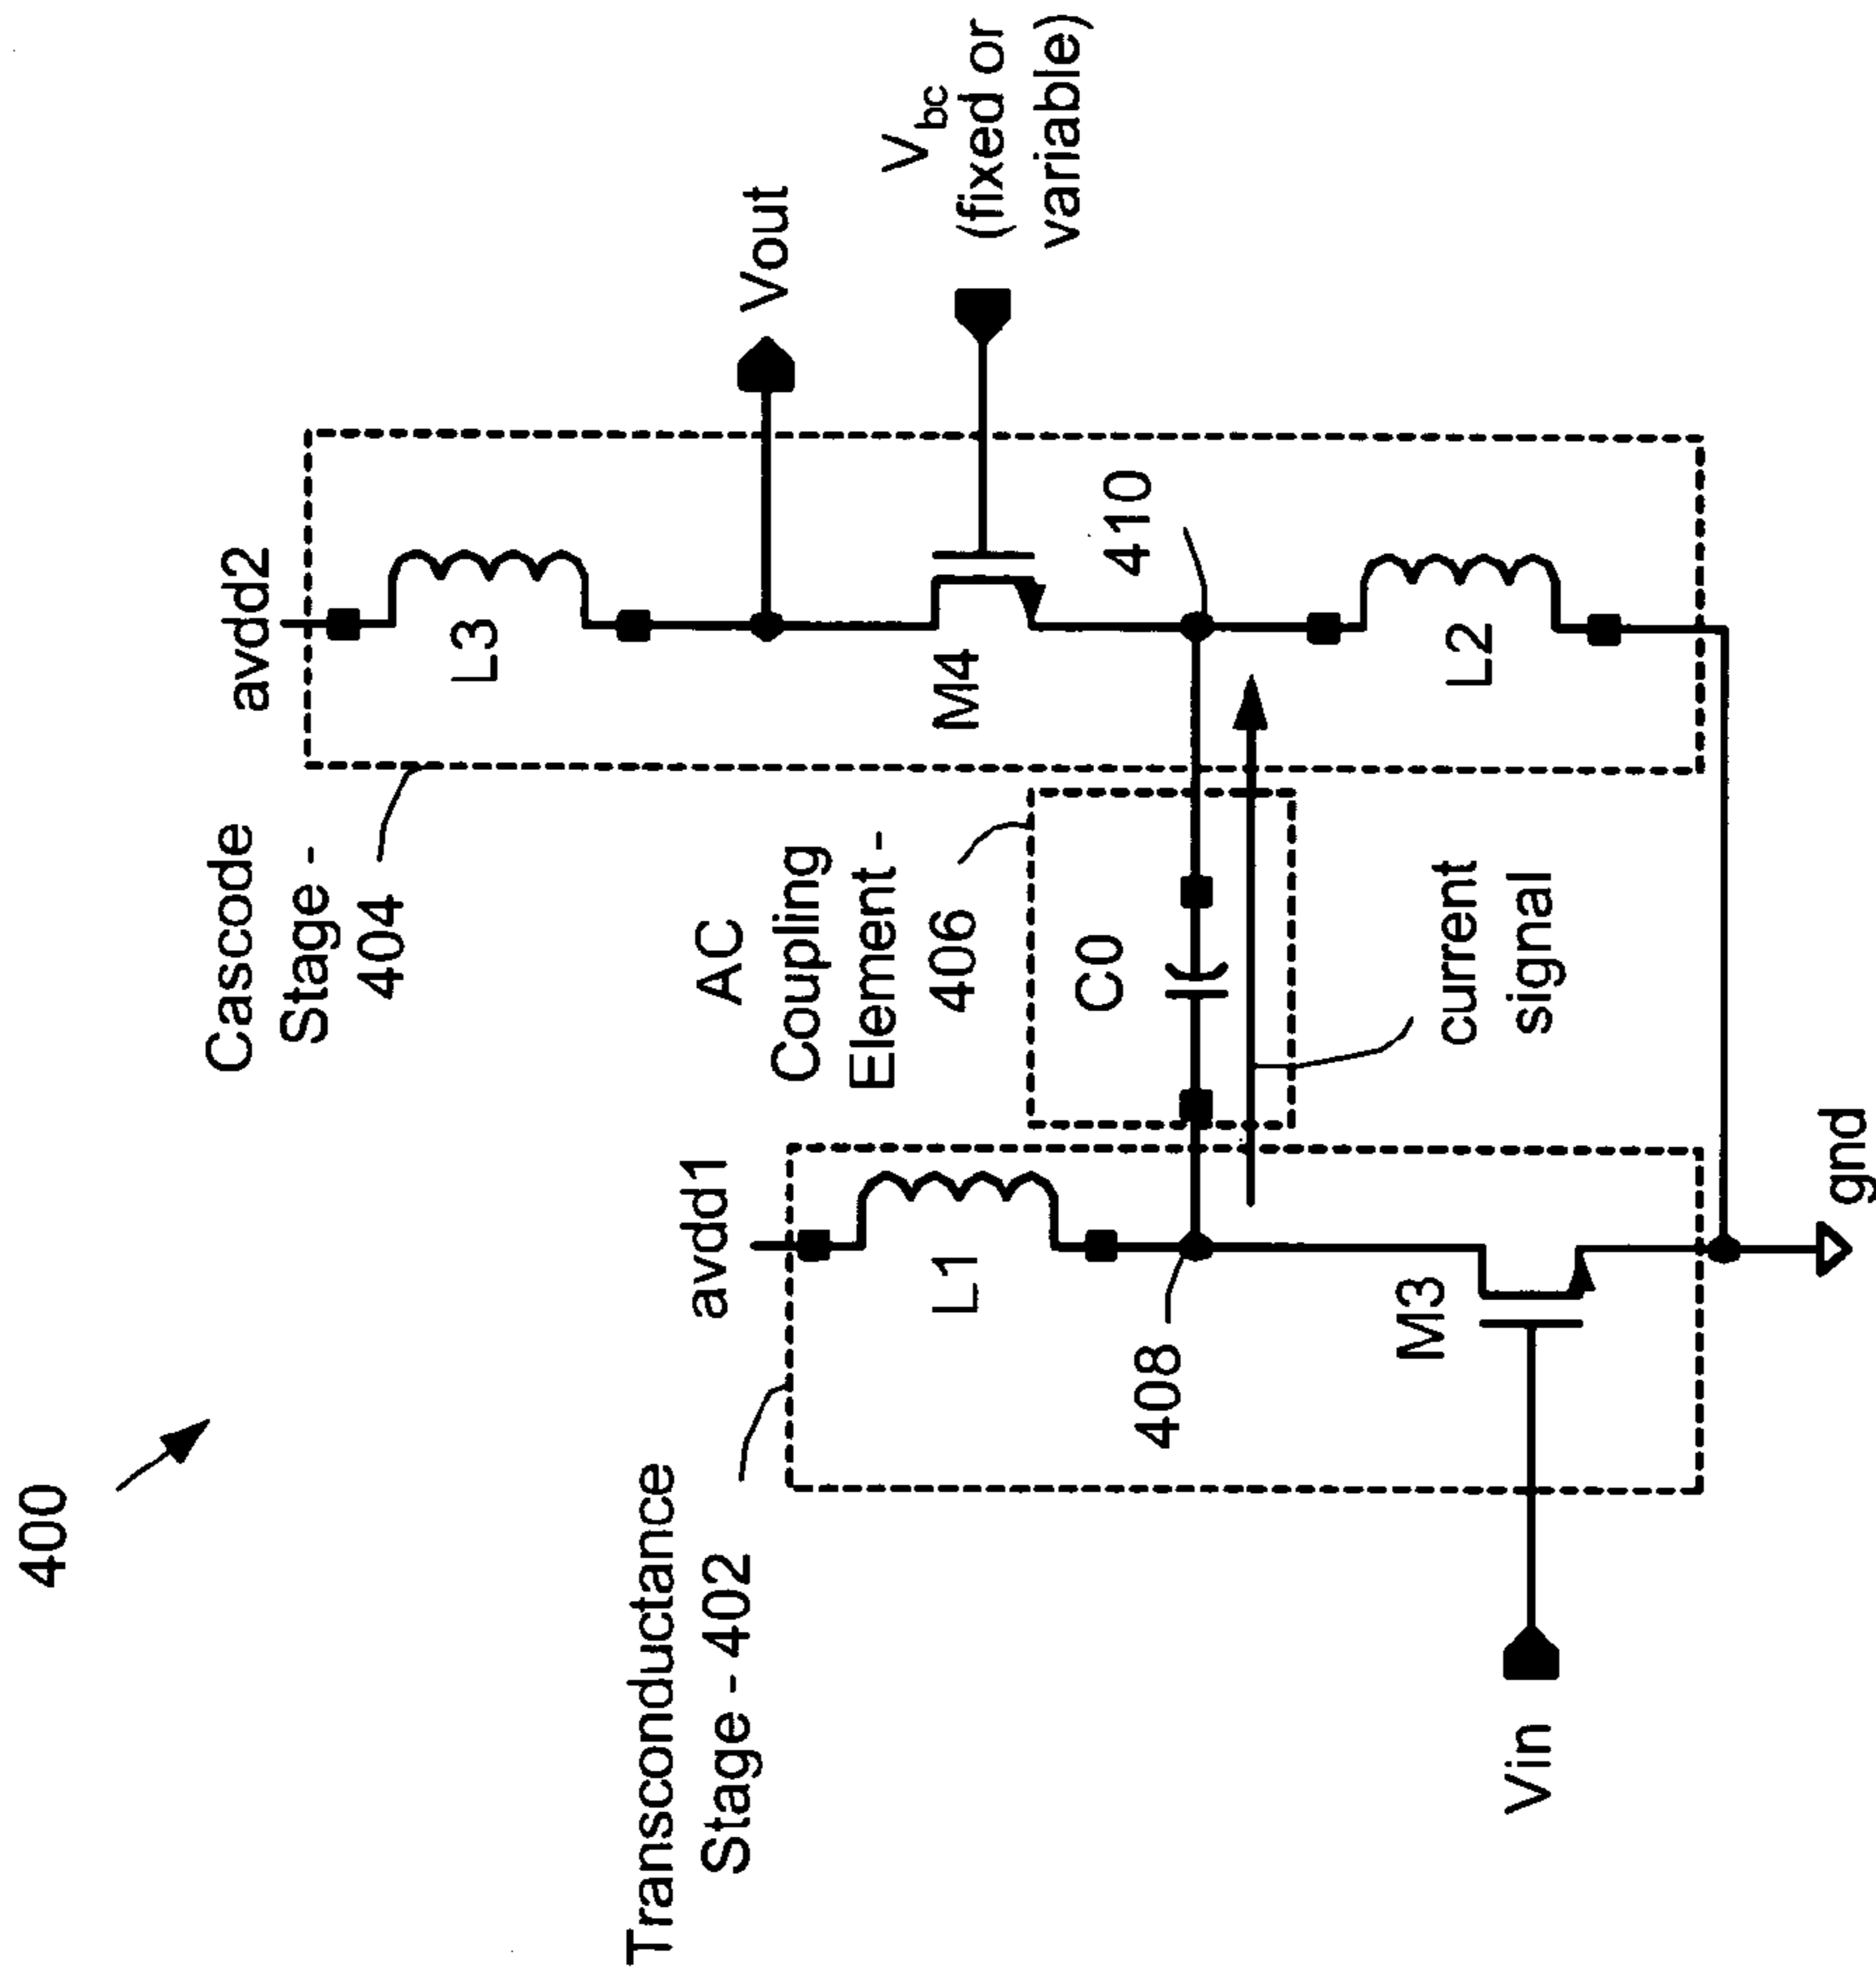 400
Transconductance
Stage - 402
Cascode
Stage -
404
AC
Coupling
Element -
406
avdd1
avdd2
L1
L3
408
C0
M4
410
Vout
V_bc
(fixed or
variable)
M3
Vin
current
signal
L2
gnd